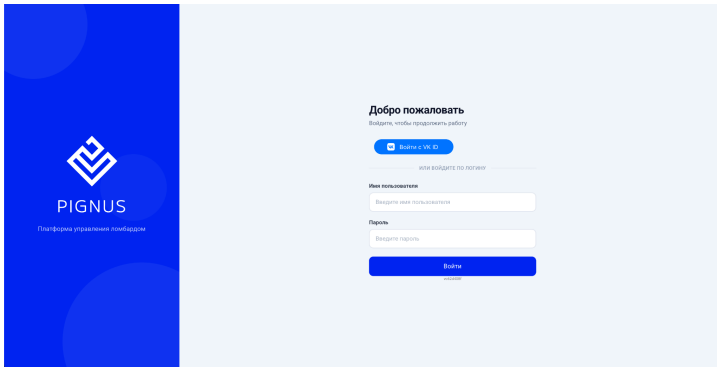 PIGNUS
Платформа управления ломбардом
Добро пожаловать
Войдите, чтобы продолжить работу
Войти с VK ID
ИЛИ ВОЙДИТЕ ПО ЛОГИНУ
Имя пользователя
Введите имя пользователя
Пароль
Введите пароль
Войти